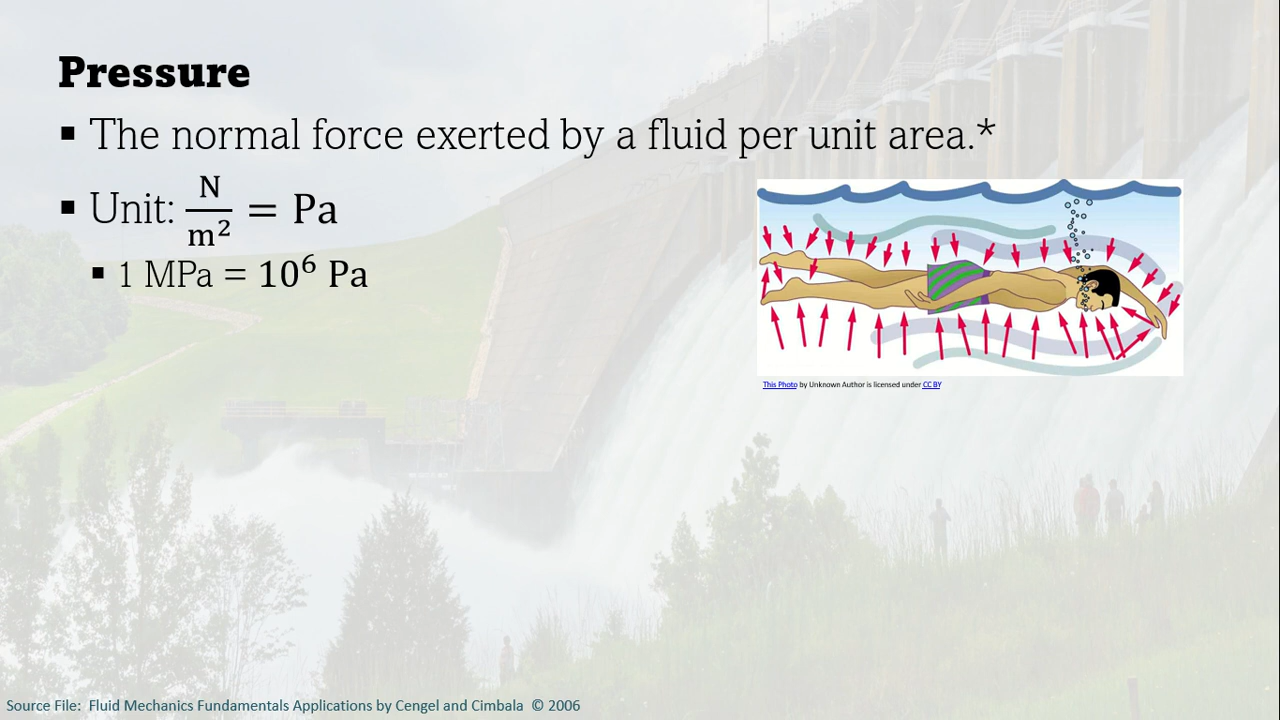 Pressure
▪ The normal force exerted by a fluid per unit area.*
▪ Unit: N/m² = Pa
▪ 1 MPa = 10⁶ Pa
This Photo by Unknown Author is licensed under CC BY
Source File: Fluid Mechanics Fundamentals Applications by Cengel and Cimbala © 2006